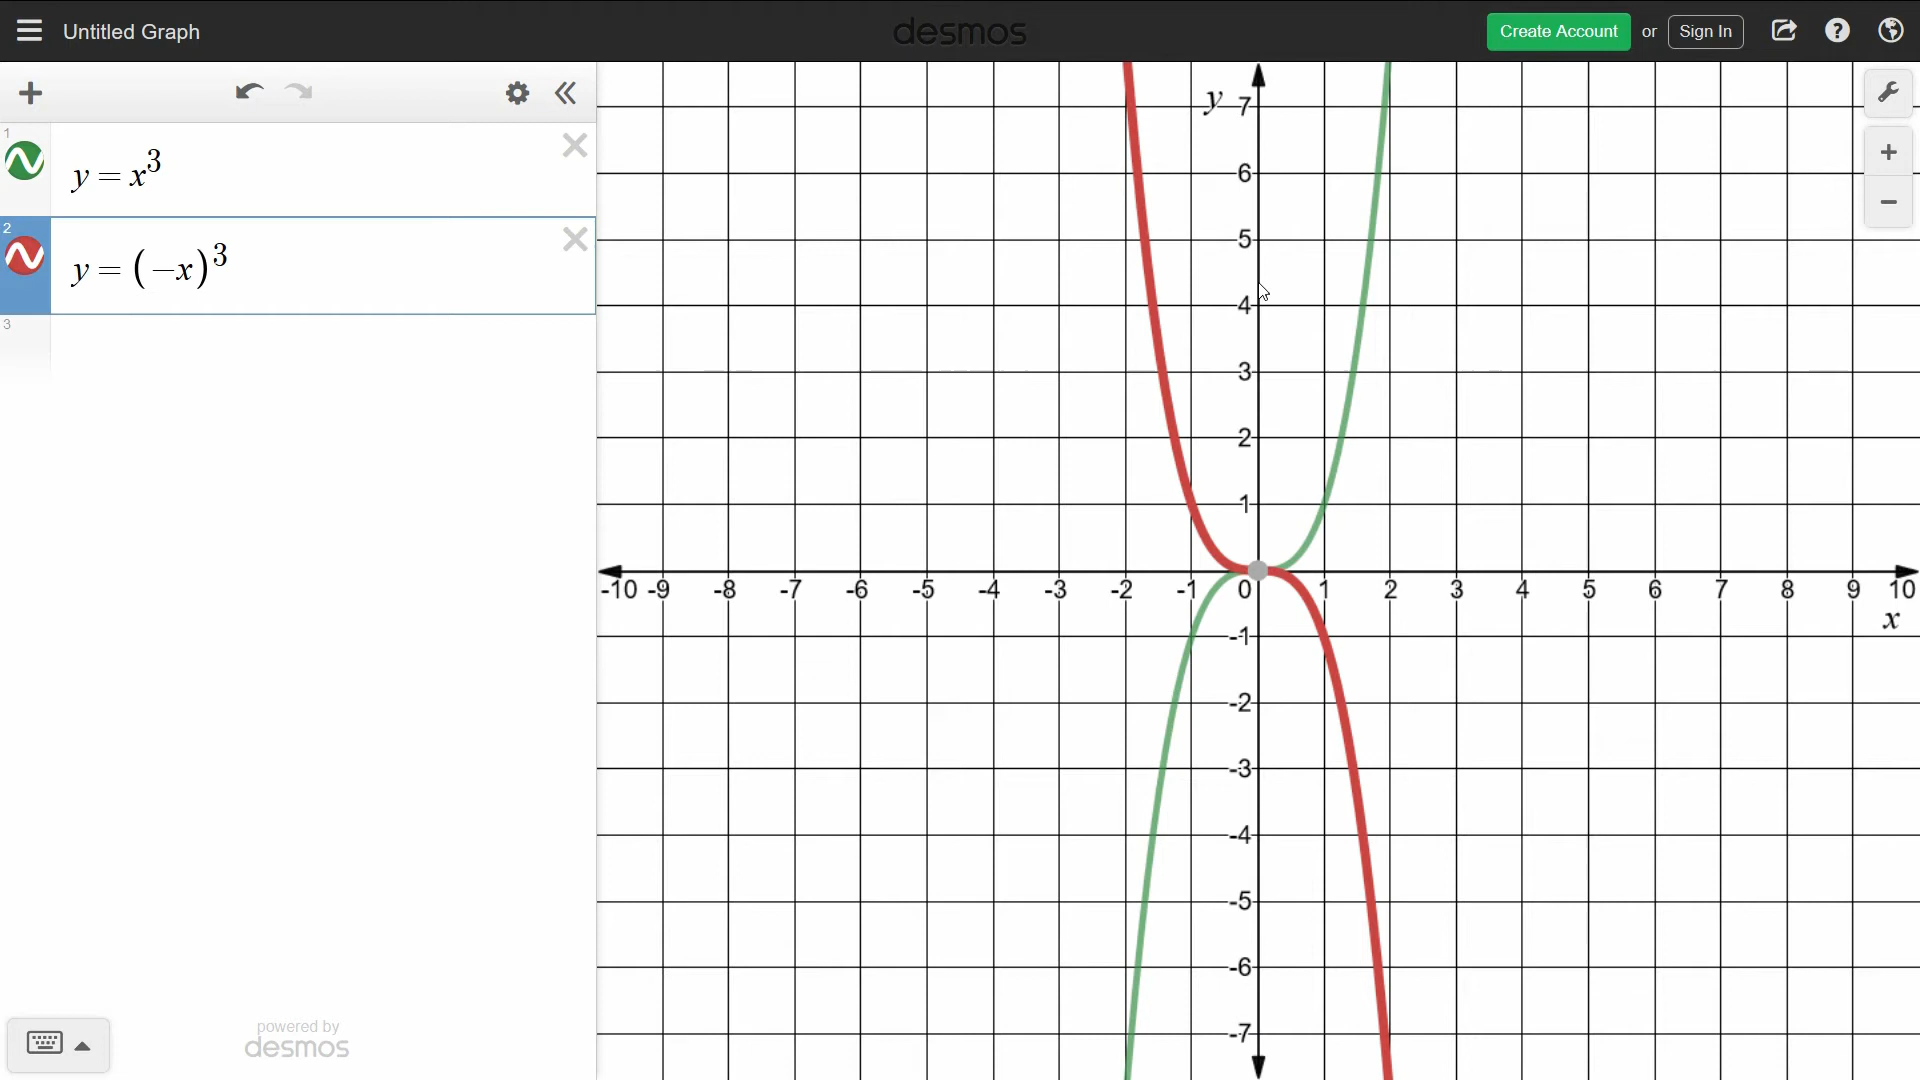 Untitled Graph
desmos
Create Account or Sign In
1
y = x³
2
y = (−x)³
3
powered by
desmos
y
7
6
5
4
3
2
1
-10 -9 -8 -7 -6 -5 -4 -3 -2 -1 0 1 2 3 4 5 6 7 8 9 10
x
-1
-2
-3
-4
-5
-6
-7